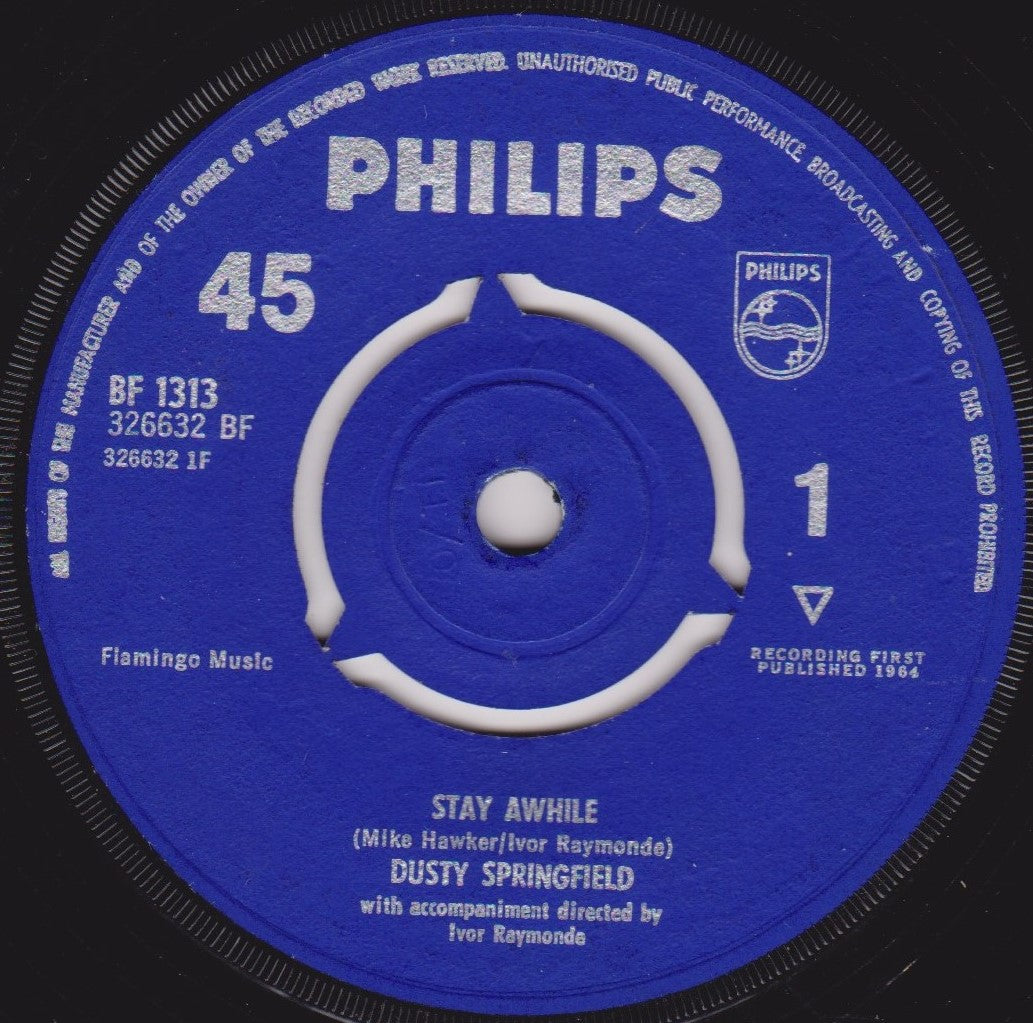 ALL RIGHTS OF THE MANUFACTURER AND OF THE OWNER OF THE RECORDED WORK RESERVED. UNAUTHORISED PUBLIC PERFORMANCE BROADCASTING AND COPYING OF THIS RECORD PROHIBITED
PHILIPS
45
PHILIPS
BF 1313
326632 BF
326632 1F
1
Flamingo Music
RECORDING FIRST
PUBLISHED 1964
STAY AWHILE
(Mike Hawker/Ivor Raymonde)
DUSTY SPRINGFIELD
with accompaniment directed by
Ivor Raymonde